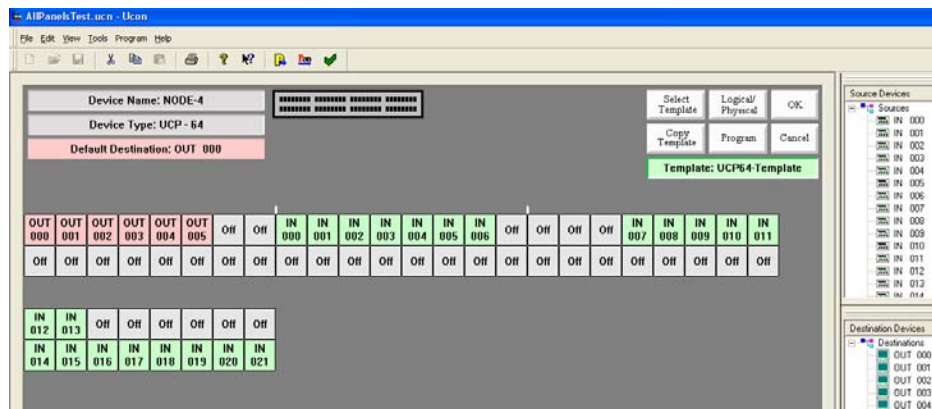 AllPanelsTest.ucn - Ucon
File Edit View Tools Program Help
Device Name: NODE-4
Device Type: UCP - 64
Default Destination: OUT 000
Select Template
Logical/ Physical
OK
Copy Template
Program
Cancel
Template: UCP64-Template
OUT 000 OUT 001 OUT 002 OUT 003 OUT 004 OUT 005 Off Off IN 000 IN 001 IN 002 IN 003 IN 004 IN 005 IN 006 Off Off Off Off IN 007 IN 008 IN 009 IN 010 IN 011
Off Off Off Off Off Off Off Off Off Off Off Off Off Off Off Off Off Off Off Off Off Off Off Off
IN 012 IN 013 Off Off Off Off Off Off
IN 014 IN 015 IN 016 IN 017 IN 018 IN 019 IN 020 IN 021
Source Devices
Sources
IN 000
IN 001
IN 002
IN 003
IN 004
IN 005
IN 006
IN 007
IN 008
IN 009
IN 010
IN 011
IN 012
IN 013
IN 014
Destination Devices
Destinations
OUT 000
OUT 001
OUT 002
OUT 003
OUT 004